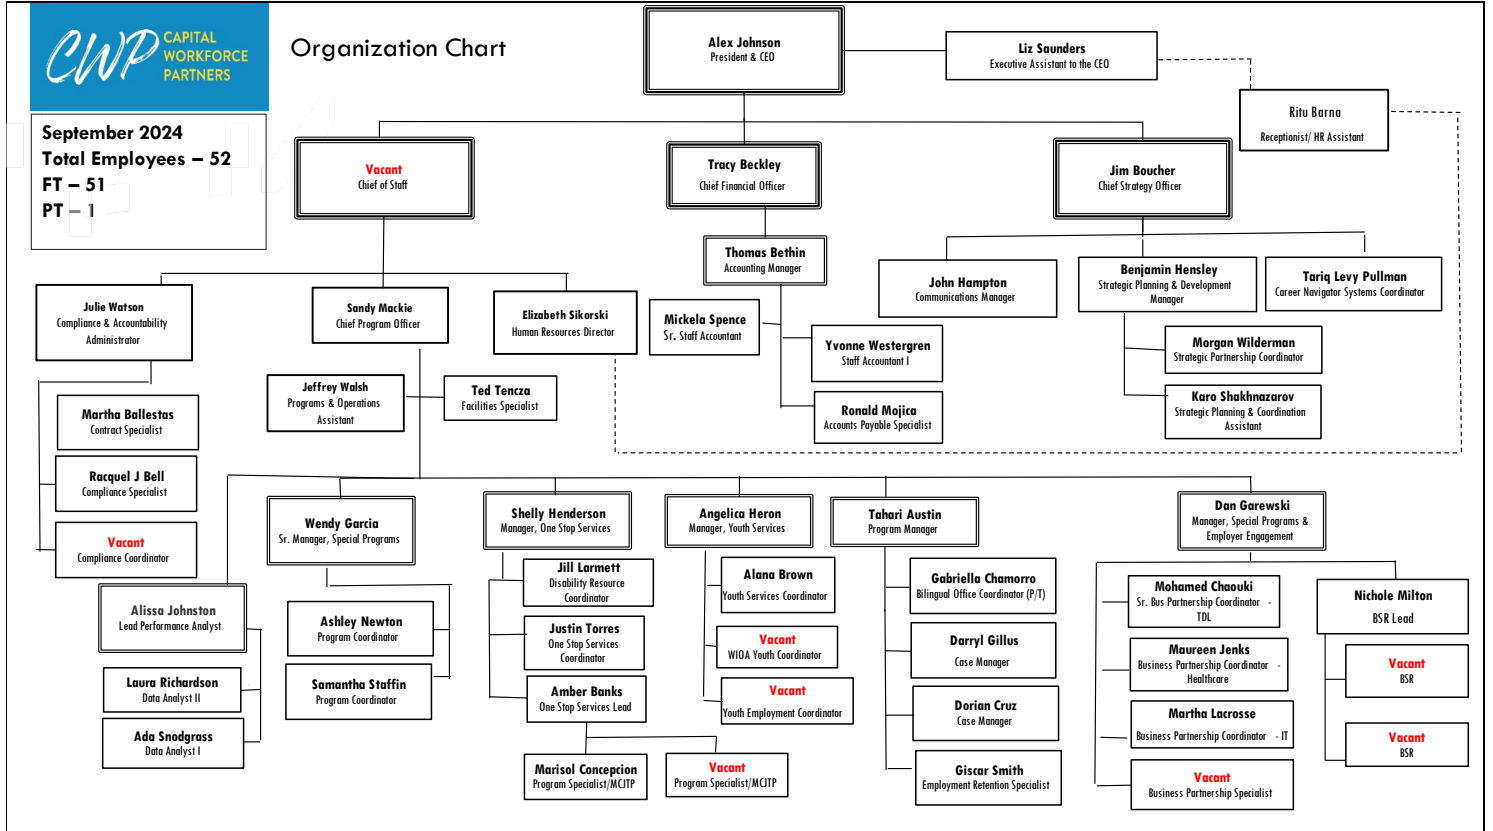 CWP
CAPITAL
WORKFORCE
PARTNERS
Organization Chart
September 2024
Total Employees – 52
FT – 51
PT – 1
Alex Johnson
President & CEO
Liz Saunders
Executive Assistant to the CEO
Ritu Barna
Receptionist/ HR Assistant
Vacant
Chief of Staff
Tracy Beckley
Chief Financial Officer
Jim Boucher
Chief Strategy Officer
Thomas Bethin
Accounting Manager
John Hampton
Communications Manager
Benjamin Hensley
Strategic Planning & Development
Manager
Tariq Levy Pullman
Career Navigator Systems Coordinator
Julie Watson
Compliance & Accountability
Administrator
Sandy Mackie
Chief Program Officer
Elizabeth Sikorski
Human Resources Director
Mickela Spence
Sr. Staff Accountant
Yvonne Westergren
Staff Accountant I
Ronald Mojica
Accounts Payable Specialist
Morgan Wilderman
Strategic Partnership Coordinator
Karo Shakhnazarov
Strategic Planning & Coordination
Assistant
Jeffrey Walsh
Programs & Operations
Assistant
Ted Tencza
Facilities Specialist
Martha Ballestas
Contract Specialist
Racquel J Bell
Compliance Specialist
Vacant
Compliance Coordinator
Wendy Garcia
Sr. Manager, Special Programs
Shelly Henderson
Manager, One Stop Services
Angelica Heron
Manager, Youth Services
Tahari Austin
Program Manager
Dan Garewski
Manager, Special Programs &
Employer Engagement
Alissa Johnston
Lead Performance Analyst
Laura Richardson
Data Analyst II
Ada Snodgrass
Data Analyst I
Ashley Newton
Program Coordinator
Samantha Staffin
Program Coordinator
Jill Larmett
Disability Resource
Coordinator
Justin Torres
One Stop Services
Coordinator
Amber Banks
One Stop Services Lead
Marisol Concepcion
Program Specialist/MCJTP
Vacant
Program Specialist/MCJTP
Alana Brown
Youth Services Coordinator
Vacant
WIOA Youth Coordinator
Vacant
Youth Employment Coordinator
Gabriella Chamorro
Bilingual Office Coordinator (P/T)
Darryl Gillus
Case Manager
Dorian Cruz
Case Manager
Giscar Smith
Employment Retention Specialist
Mohamed Chaouki
Sr. Bus Partnership Coordinator -
TDL
Maureen Jenks
Business Partnership Coordinator -
Healthcare
Martha Lacrosse
Business Partnership Coordinator - IT
Vacant
Business Partnership Specialist
Nichole Milton
BSR Lead
Vacant
BSR
Vacant
BSR